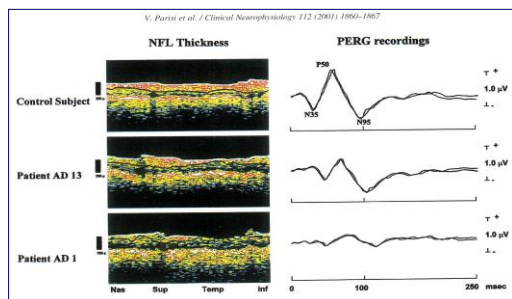 V. Parisi et al. / Clinical Neurophysiology 112 (2001) 1860–1867
NFL Thickness
PERG recordings
Control Subject
P50
N35
N95
+
1.0 µV
-
Patient AD 13
+
1.0 µV
-
Patient AD 1
+
1.0 µV
-
Nas Sup Temp Inf
0 100 250 msec